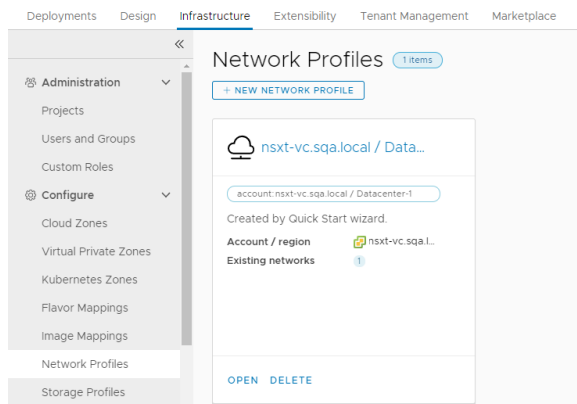 Deployments Design Infrastructure Extensibility Tenant Management Marketplace
Administration
Projects
Users and Groups
Custom Roles
Configure
Cloud Zones
Virtual Private Zones
Kubernetes Zones
Flavor Mappings
Image Mappings
Network Profiles
Storage Profiles
Network Profiles 1 items
+ NEW NETWORK PROFILE
nsxt-vc.sqa.local / Data...
account:nsxt-vc.sqa.local / Datacenter-1
Created by Quick Start wizard.
Account / region nsxt-vc.sqa.l...
Existing networks 1
OPEN DELETE